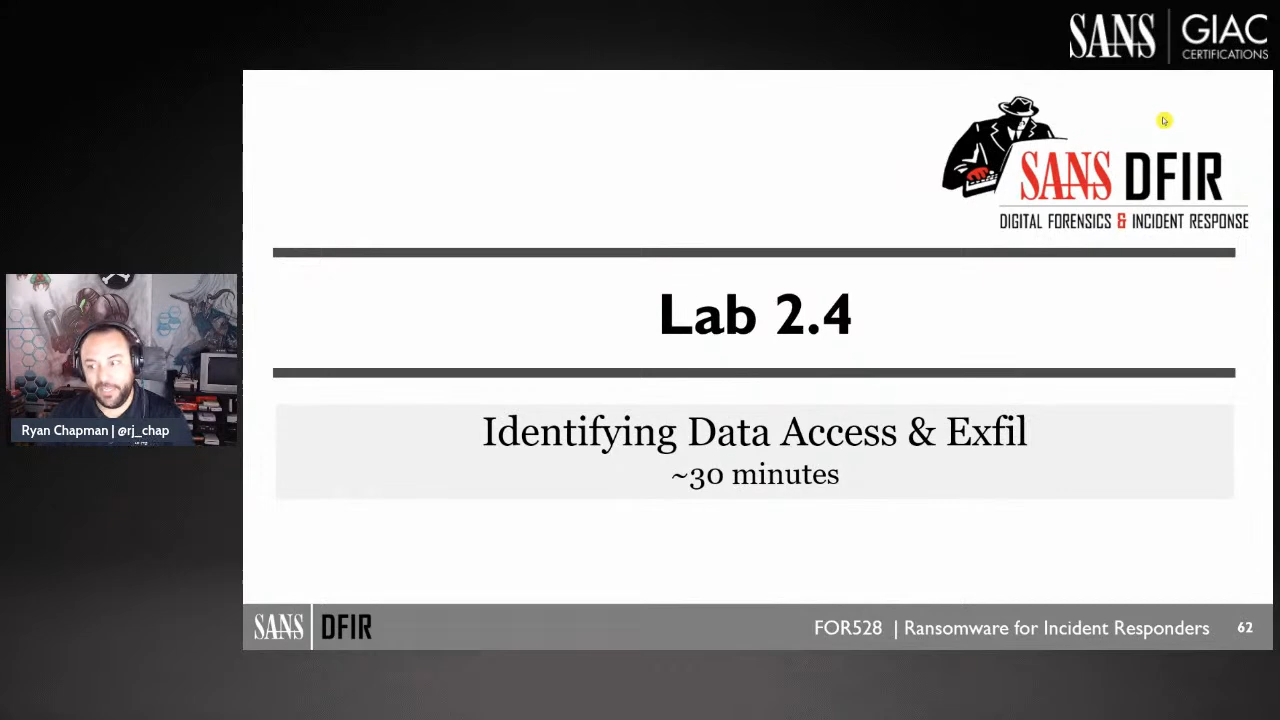 SANS GIAC
CERTIFICATIONS
SANS DFIR
DIGITAL FORENSICS & INCIDENT RESPONSE
Lab 2.4
Identifying Data Access & Exfil
~30 minutes
Ryan Chapman | @rj_chap
SANS DFIR
FOR528 | Ransomware for Incident Responders 62